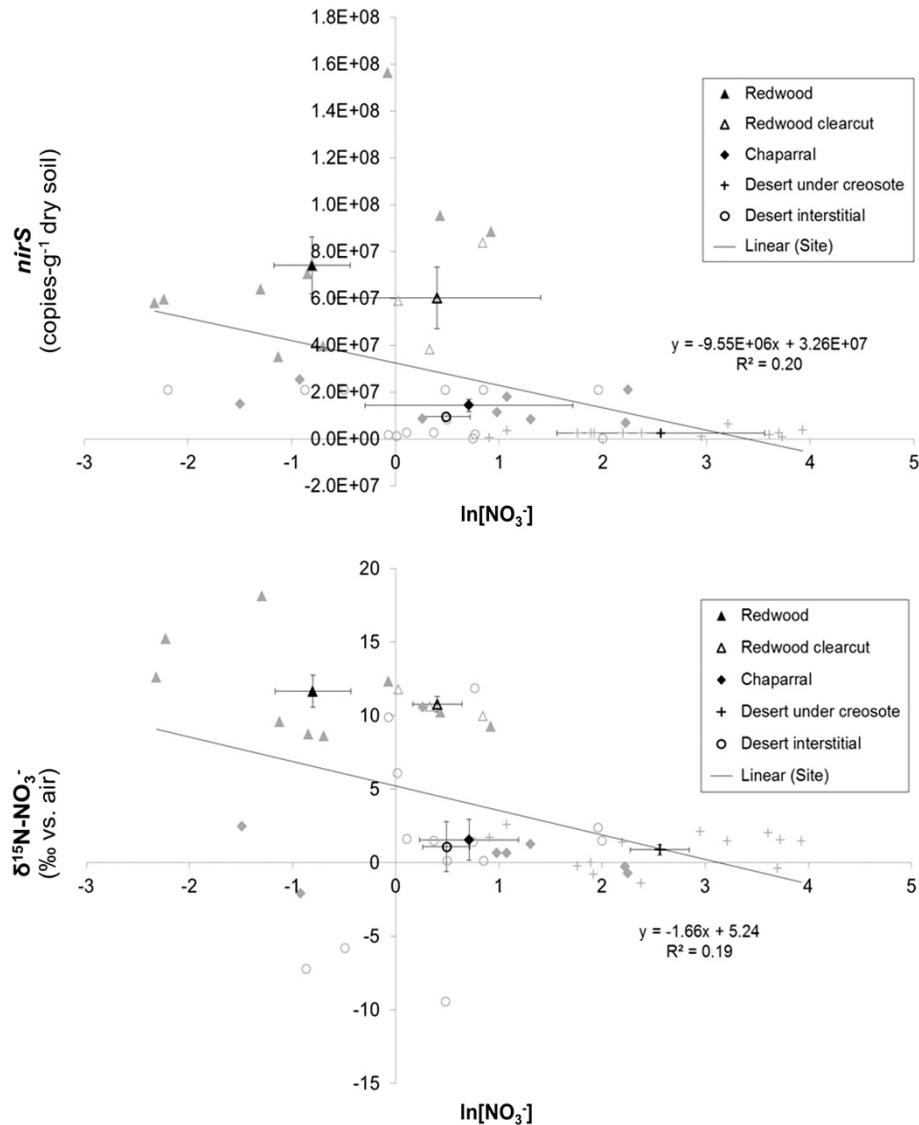 1.8E+08
1.6E+08
1.4E+08
1.2E+08
1.0E+08
8.0E+07
6.0E+07
4.0E+07
2.0E+07
0.0E+00
-2.0E+07
nirS
(copies-g⁻¹ dry soil)
Redwood
Redwood clearcut
Chaparral
Desert under creosote
Desert interstitial
Linear (Site)
y = -9.55E+06x + 3.26E+07
R² = 0.20
-3 -2 -1 0 1 2 3 4 5
ln[NO₃⁻]
20
15
10
5
0
-5
-10
-15
δ¹⁵N-NO₃⁻
(‰ vs. air)
Redwood
Redwood clearcut
Chaparral
Desert under creosote
Desert interstitial
Linear (Site)
-3 -2 -1 0 1 2 3 4 5
y = -1.66x + 5.24
R² = 0.19
ln[NO₃⁻]